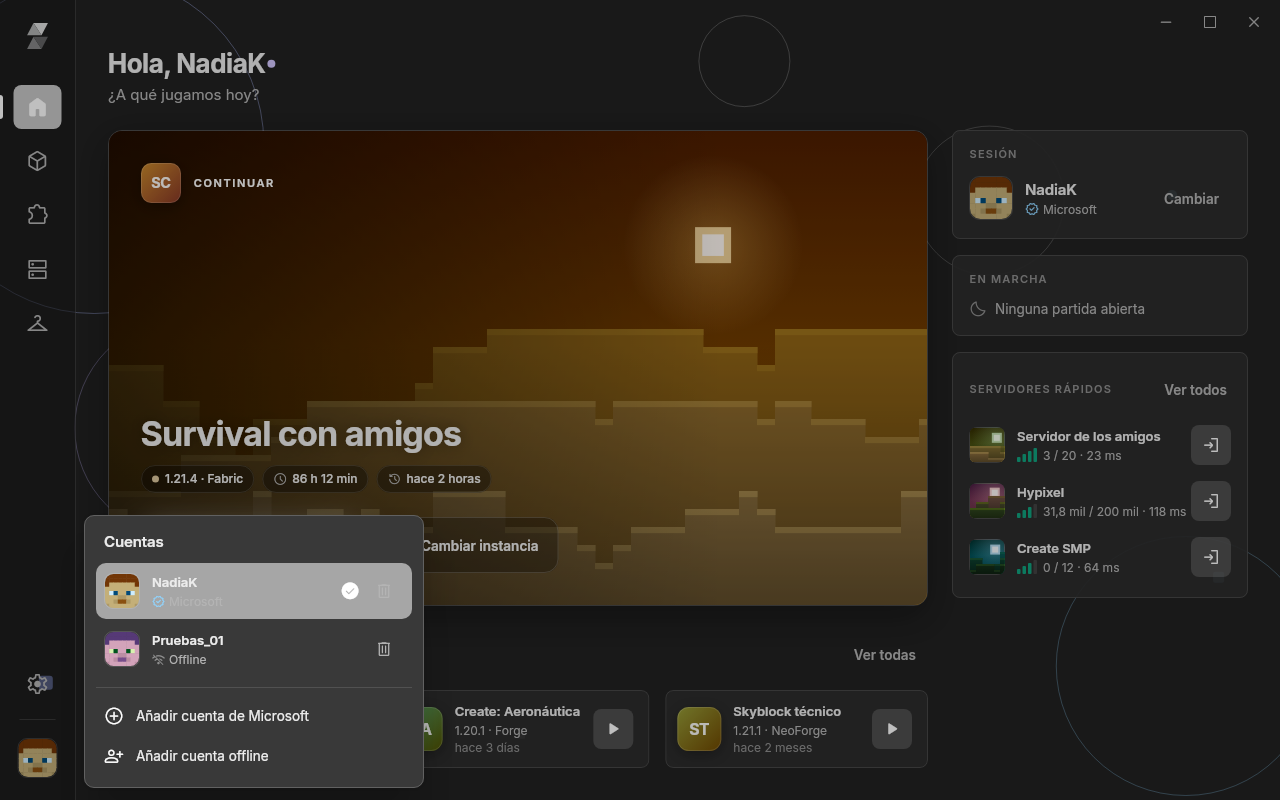 Hola, NadiaK
¿A qué jugamos hoy?
SC
CONTINUAR
Survival con amigos
1.21.4 · Fabric
86 h 12 min
hace 2 horas
Cambiar instancia
SESIÓN
NadiaK
Microsoft
Cambiar
EN MARCHA
Ninguna partida abierta
SERVIDORES RÁPIDOS
Ver todos
Servidor de los amigos
3 / 20 · 23 ms
Hypixel
31,8 mil / 200 mil · 118 ms
Create SMP
0 / 12 · 64 ms
Cuentas
NadiaK
Microsoft
Pruebas_01
Offline
Añadir cuenta de Microsoft
Añadir cuenta offline
Ver todas
A
Create: Aeronáutica
1.20.1 · Forge
hace 3 días
ST
Skyblock técnico
1.21.1 · NeoForge
hace 2 meses